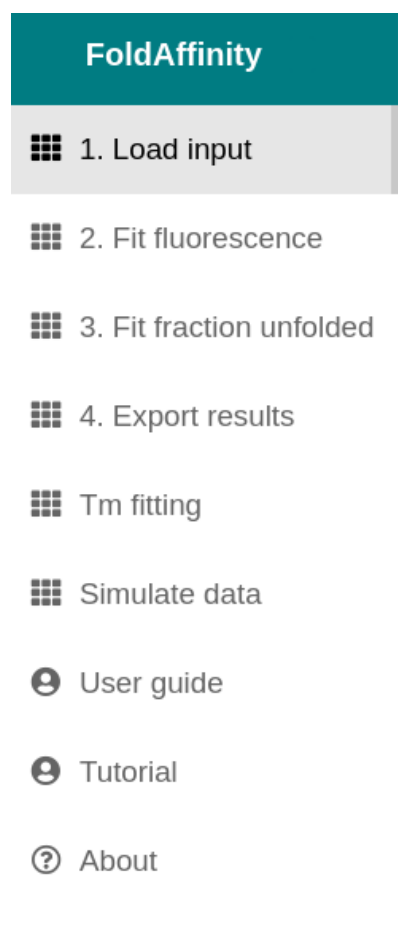 FoldAffinity
1. Load input
2. Fit fluorescence
3. Fit fraction unfolded
4. Export results
Tm fitting
Simulate data
User guide
Tutorial
About